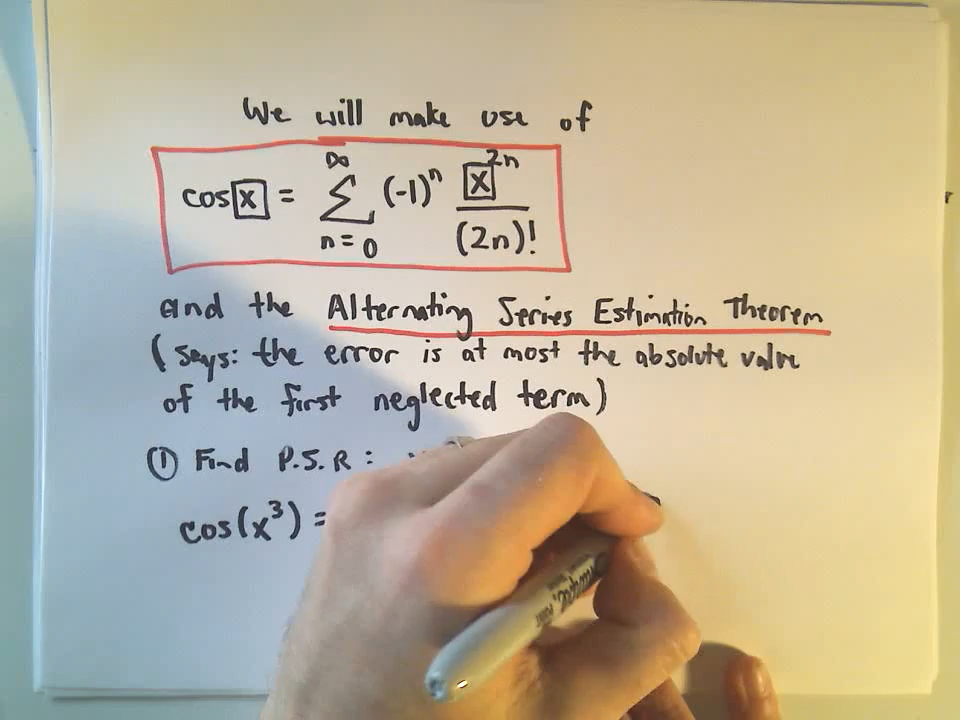 We will make use of
cos x = ∞ Σ n = 0 (-1)^n x^2n / (2n)!
and the Alternating Series Estimation Theorem
(says: the error is at most the absolute value
of the first neglected term)
① Find P.S.R:
cos(x³) =